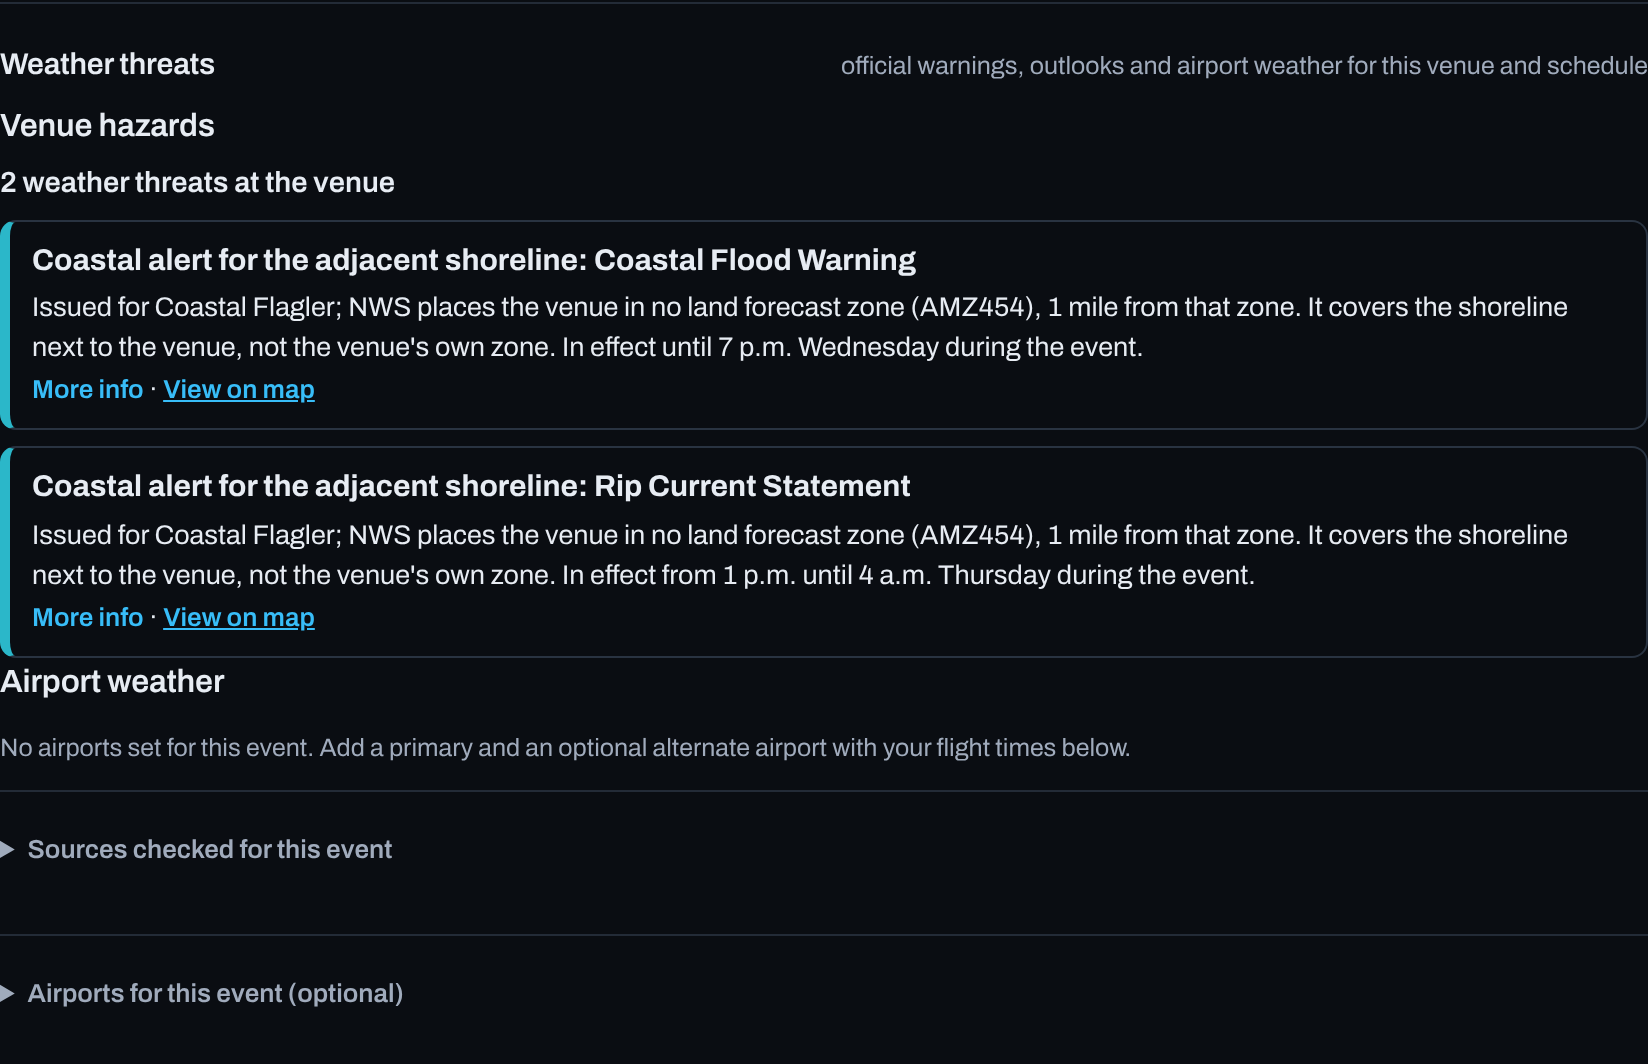 Weather threats
official warnings, outlooks and airport weather for this venue and schedule
Venue hazards
2 weather threats at the venue
Coastal alert for the adjacent shoreline: Coastal Flood Warning
Issued for Coastal Flagler; NWS places the venue in no land forecast zone (AMZ454), 1 mile from that zone. It covers the shoreline
next to the venue, not the venue's own zone. In effect until 7 p.m. Wednesday during the event.
More info · View on map
Coastal alert for the adjacent shoreline: Rip Current Statement
Issued for Coastal Flagler; NWS places the venue in no land forecast zone (AMZ454), 1 mile from that zone. It covers the shoreline
next to the venue, not the venue's own zone. In effect from 1 p.m. until 4 a.m. Thursday during the event.
More info · View on map
Airport weather
No airports set for this event. Add a primary and an optional alternate airport with your flight times below.
Sources checked for this event
Airports for this event (optional)